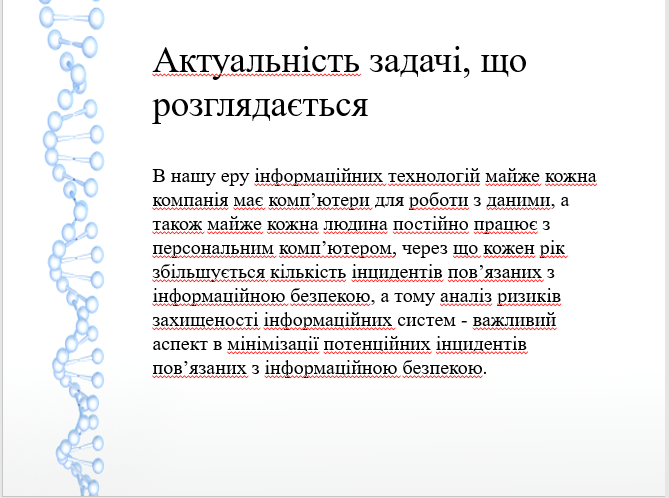 Актуальність задачі, що
розглядається
В нашу еру інформаційних технологій майже кожна
компанія має комп’ютери для роботи з даними, а
також майже кожна людина постійно працює з
персональним комп’ютером, через що кожен рік
збільшується кількість інцидентів пов’язаних з
інформаційною безпекою, а тому аналіз ризиків
захищеності інформаційних систем - важливий
аспект в мінімізації потенційних інцидентів
пов’язаних з інформаційною безпекою.